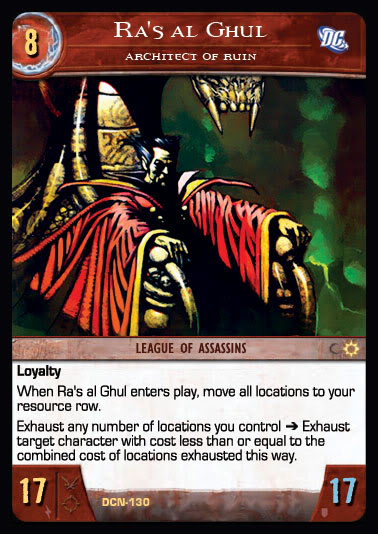 8
Ra's al Ghul
ARCHITECT OF RUIN
DC
LEAGUE OF ASSASSINS
C
Loyalty
When Ra's al Ghul enters play, move all locations to your
resource row.
Exhaust any number of locations you control ➔ Exhaust
target character with cost less than or equal to the
combined cost of locations exhausted this way.
17
DCN-130
17